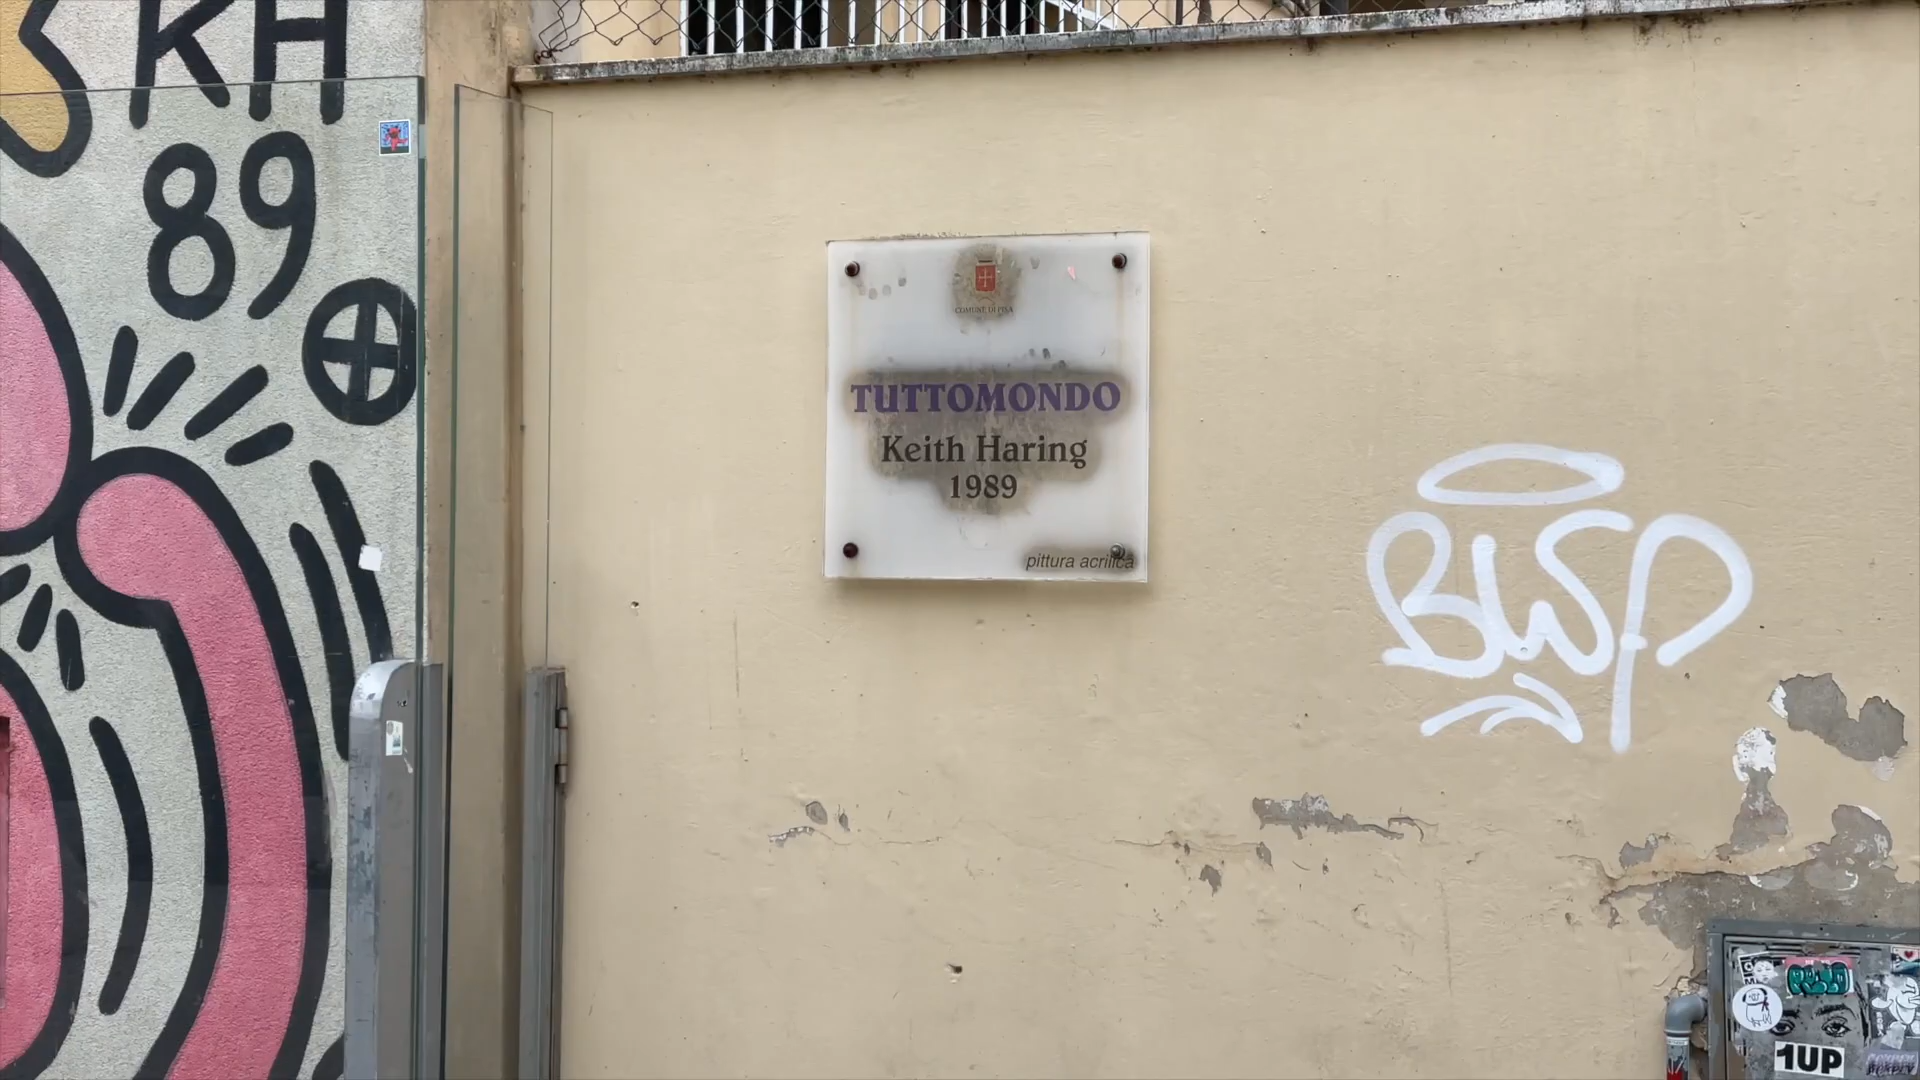 KH
89
COMUNE DI PISA
TUTTOMONDO
Keith Haring
1989
pittura acrilica
BWP
1UP